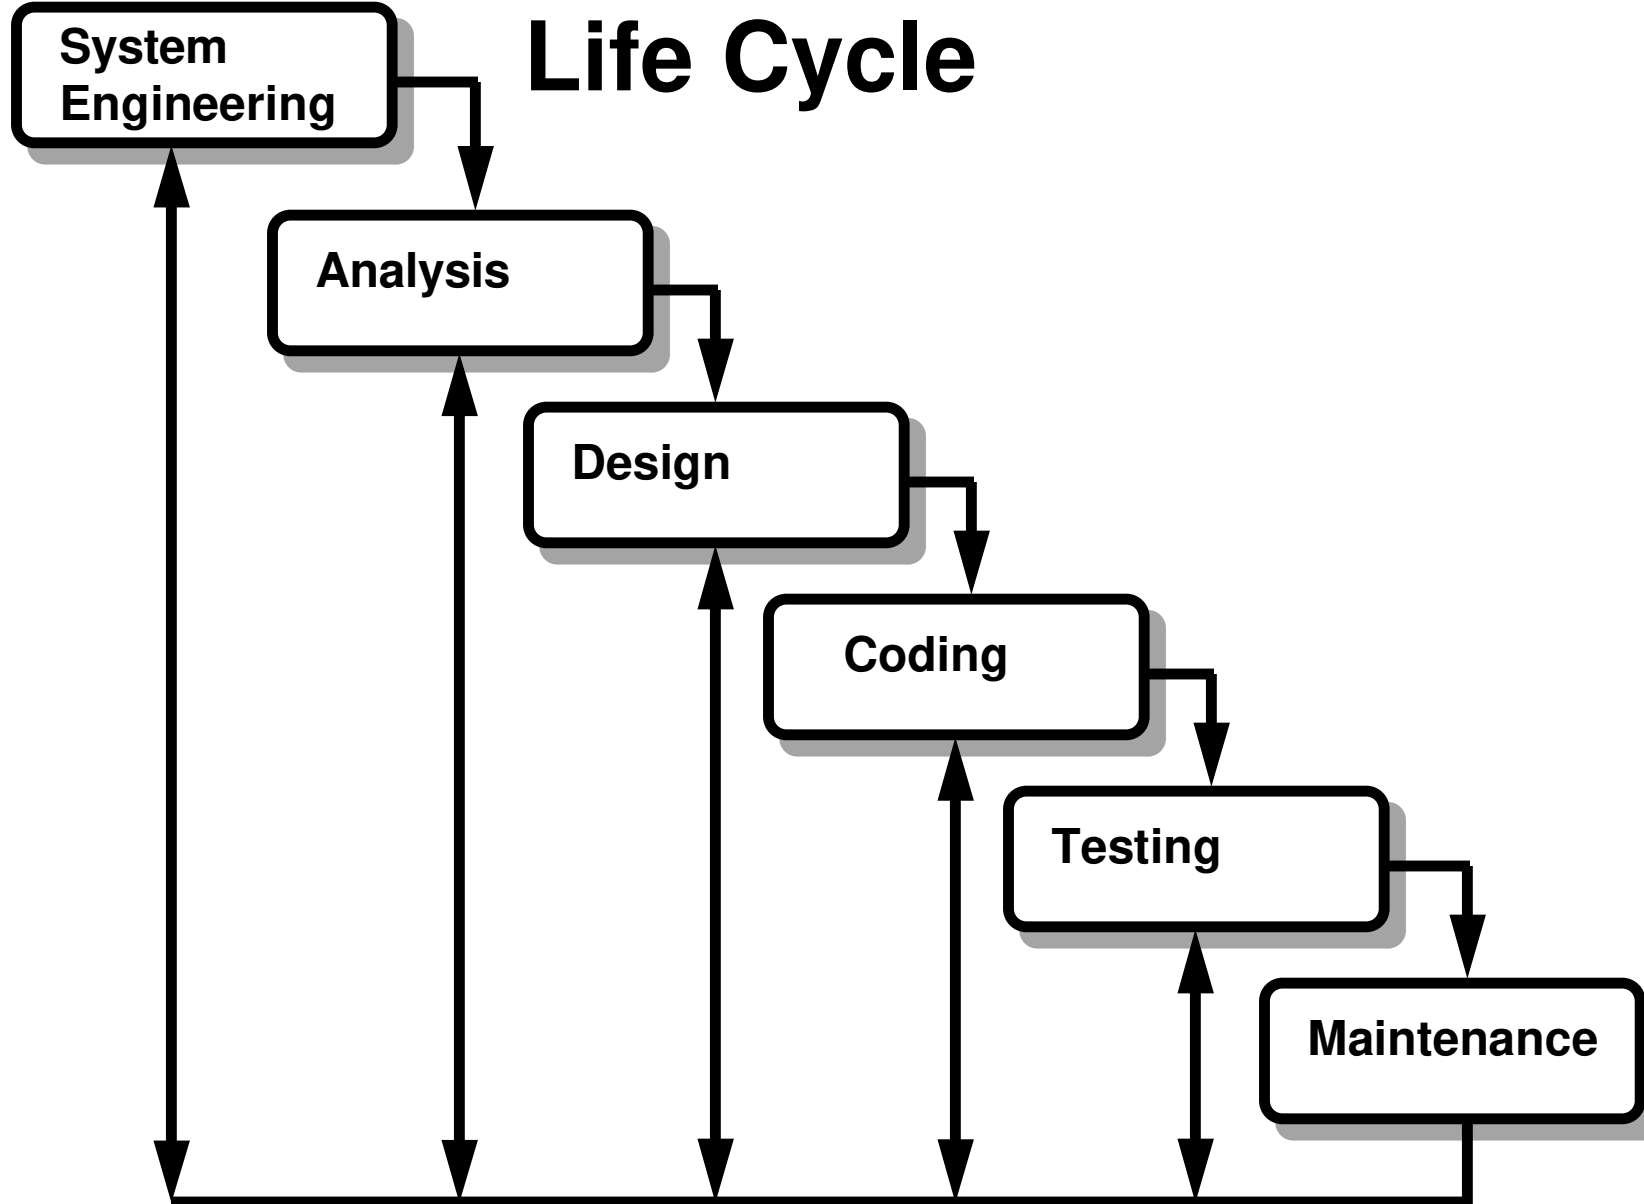 Life Cycle
System
Engineering
Analysis
Design
Coding
Testing
Maintenance